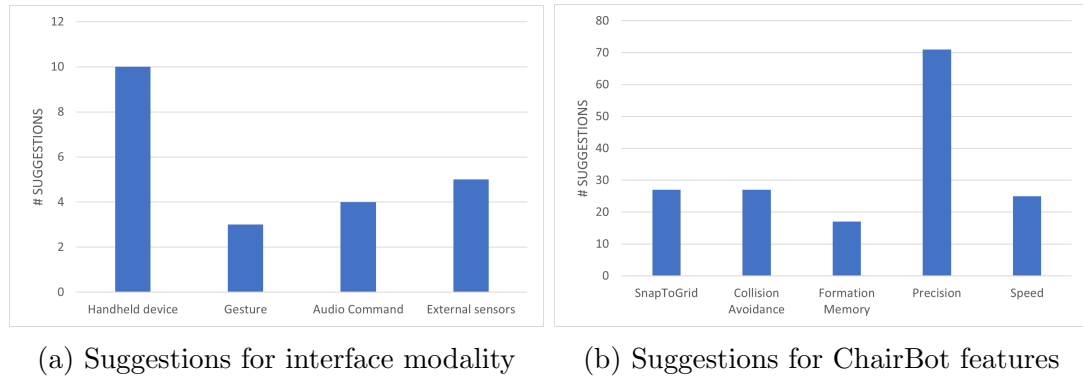 12
10
8
6
4
2
0
# SUGGESTIONS
Handheld device Gesture Audio Command External sensors
(a) Suggestions for interface modality
80
70
60
50
40
30
20
10
0
# SUGGESTIONS
SnapToGrid Collision Avoidance Formation Memory Precision Speed
(b) Suggestions for ChairBot features